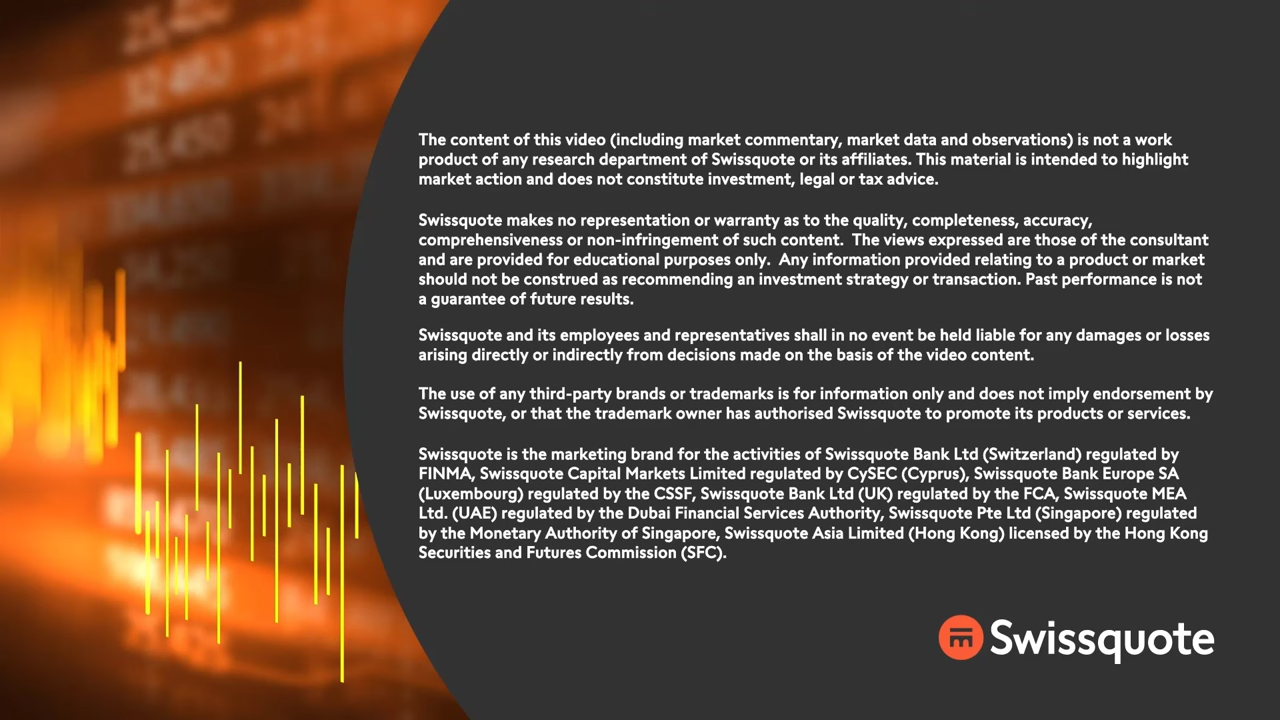 The content of this video (including market commentary, market data and observations) is not a work
product of any research department of Swissquote or its affiliates. This material is intended to highlight
market action and does not constitute investment, legal or tax advice.
Swissquote makes no representation or warranty as to the quality, completeness, accuracy,
comprehensiveness or non-infringement of such content.  The views expressed are those of the consultant
and are provided for educational purposes only.  Any information provided relating to a product or market
should not be construed as recommending an investment strategy or transaction. Past performance is not
a guarantee of future results.
Swissquote and its employees and representatives shall in no event be held liable for any damages or losses
arising directly or indirectly from decisions made on the basis of the video content.
The use of any third-party brands or trademarks is for information only and does not imply endorsement by
Swissquote, or that the trademark owner has authorised Swissquote to promote its products or services.
Swissquote is the marketing brand for the activities of Swissquote Bank Ltd (Switzerland) regulated by
FINMA, Swissquote Capital Markets Limited regulated by CySEC (Cyprus), Swissquote Bank Europe SA
(Luxembourg) regulated by the CSSF, Swissquote Bank Ltd (UK) regulated by the FCA, Swissquote MEA
Ltd. (UAE) regulated by the Dubai Financial Services Authority, Swissquote Pte Ltd (Singapore) regulated
by the Monetary Authority of Singapore, Swissquote Asia Limited (Hong Kong) licensed by the Hong Kong
Securities and Futures Commission (SFC).
Swissquote